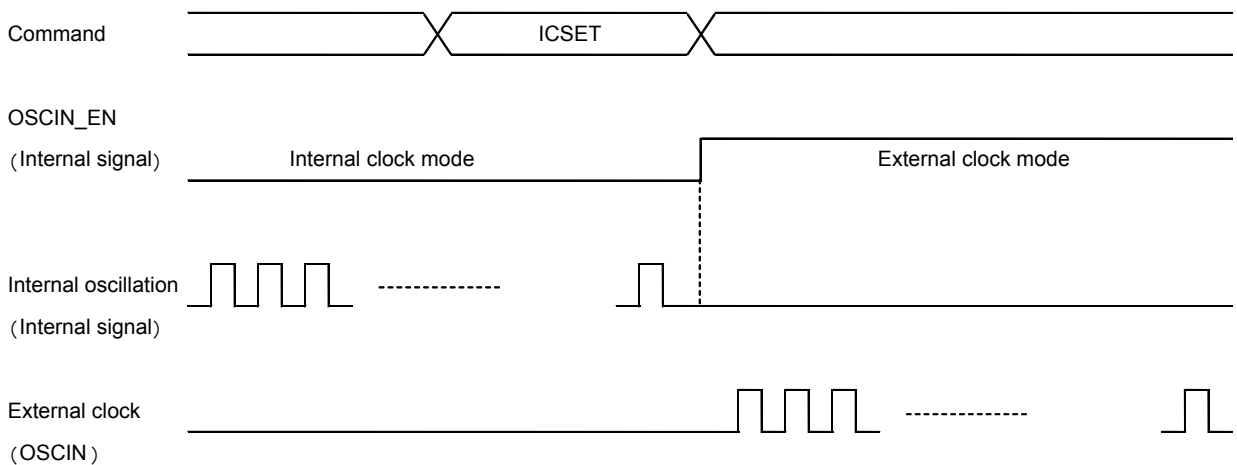 Command
ICSET
OSCIN_EN
(Internal signal)
Internal clock mode
External clock mode
Internal oscillation
(Internal signal)
External clock
(OSCIN)